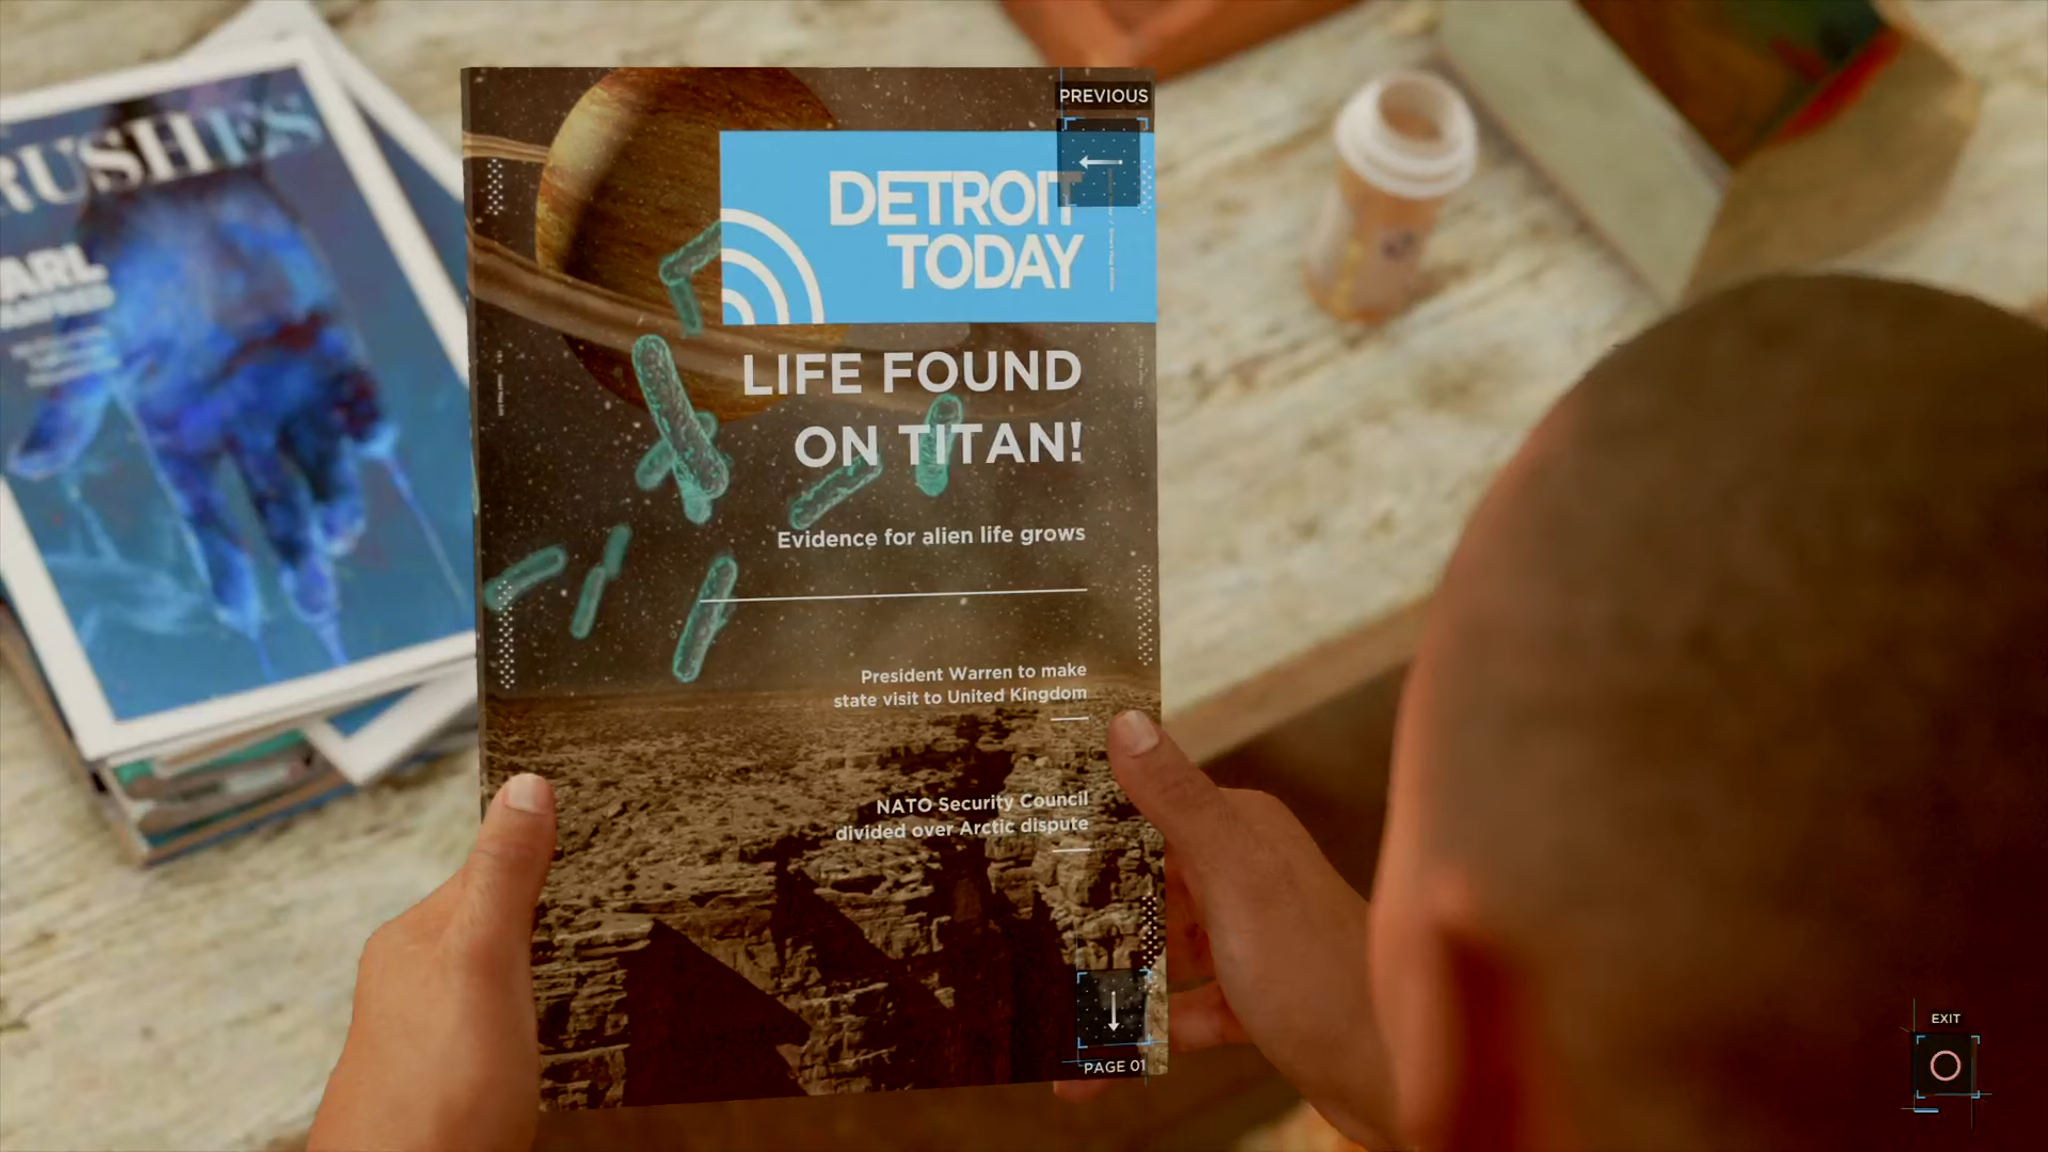 RUSHES
ARL
PREVIOUS
DETROIT
TODAY
LIFE FOUND
ON TITAN!
Evidence for alien life grows
President Warren to make
state visit to United Kingdom
NATO Security Council
divided over Arctic dispute
PAGE 01
EXIT